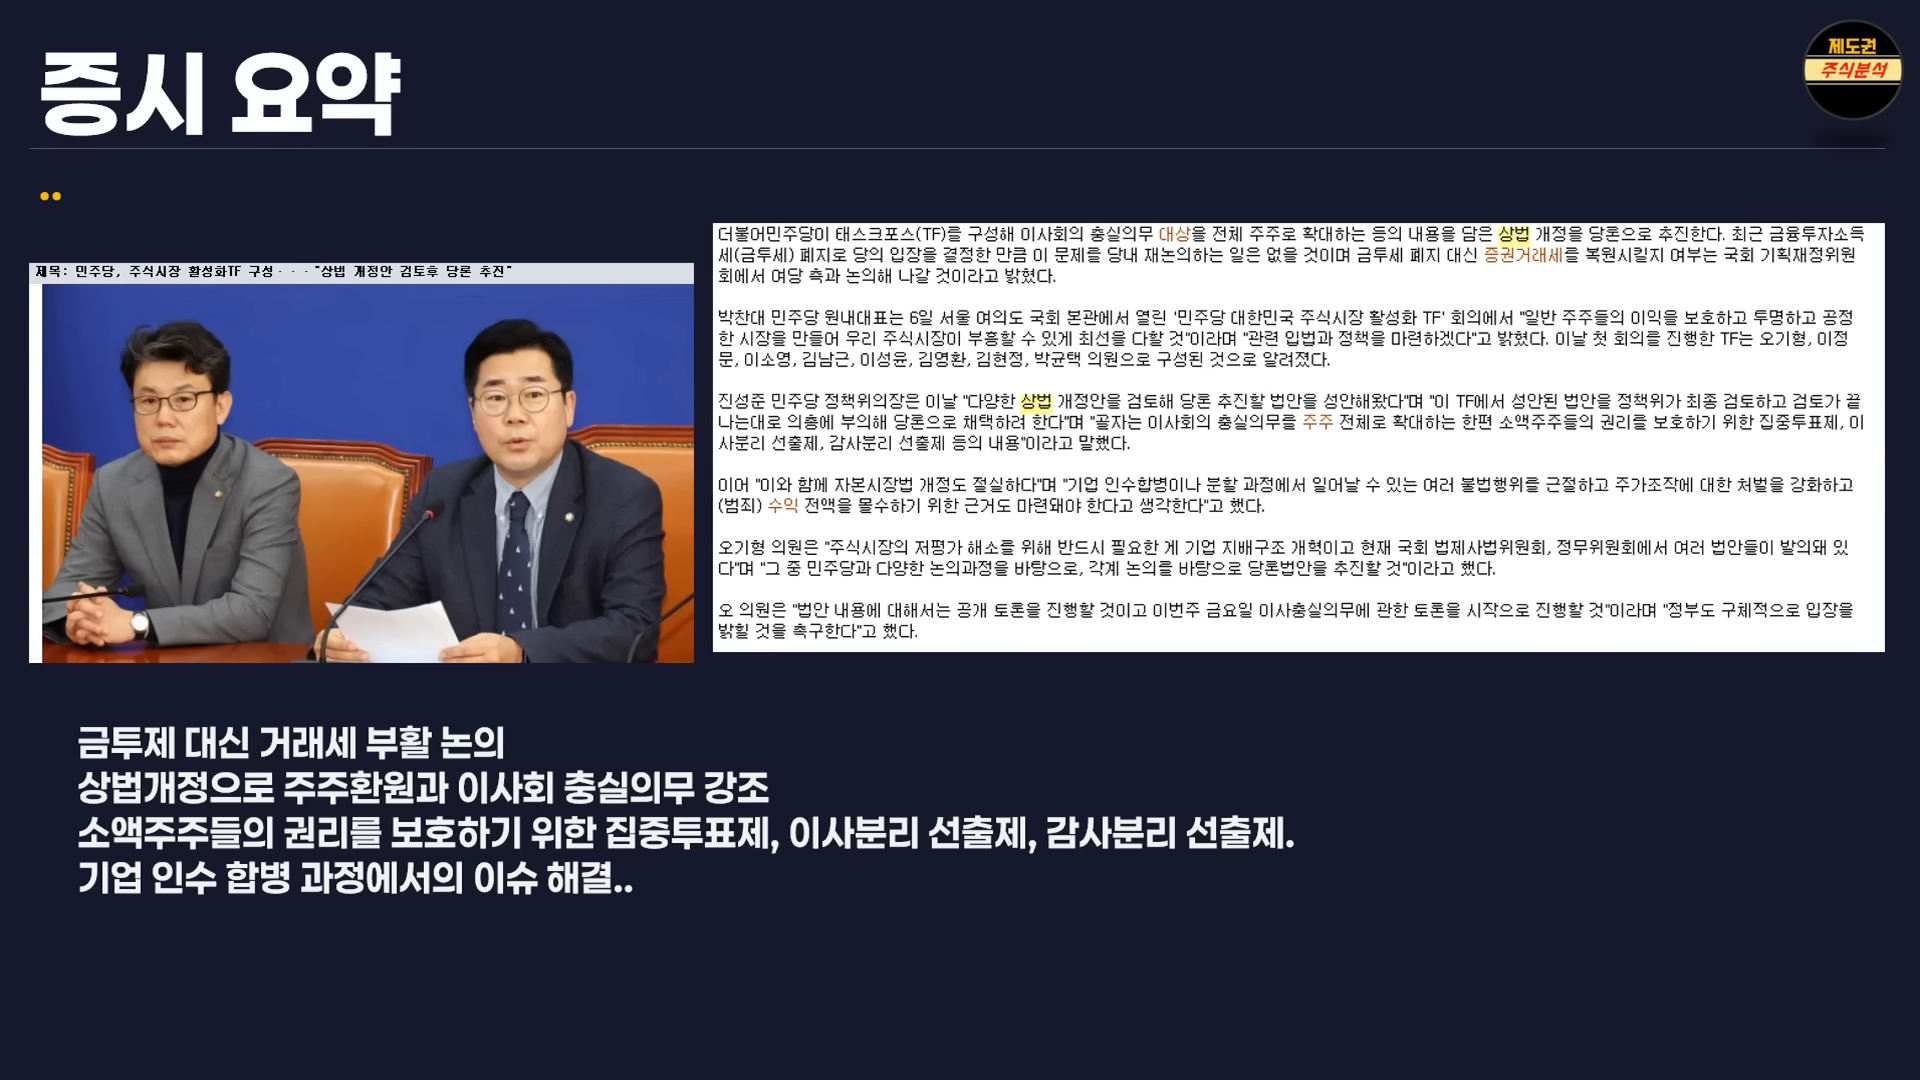 증시 요약
제도권
주식분석
제목: 민주당, 주식시장 활성화TF 구성···"상법 개정안 검토후 당론 추진"
더불어민주당이 태스크포스(TF)를 구성해 이사회의 충실의무 대상을 전체 주주로 확대하는 등의 내용을 담은 상법 개정을 당론으로 추진한다. 최근 금융투자소득
세(금투세) 폐지로 당의 입장을 결정한 만큼 이 문제를 당내 재논의하는 일은 없을 것이며 금투세 폐지 대신 증권거래세를 복원시킬지 여부는 국회 기획재정위원
회에서 여당 측과 논의해 나갈 것이라고 밝혔다.
박찬대 민주당 원내대표는 6일 서울 여의도 국회 본관에서 열린 '민주당 대한민국 주식시장 활성화 TF' 회의에서 "일반 주주들의 이익을 보호하고 투명하고 공정
한 시장을 만들어 우리 주식시장이 부흥할 수 있게 최선을 다할 것"이라며 "관련 입법과 정책을 마련하겠다"고 밝혔다. 이날 첫 회의를 진행한 TF는 오기형, 이정
문, 이소영, 김남근, 이성윤, 김영환, 김현정, 박균택 의원으로 구성된 것으로 알려졌다.
진성준 민주당 정책위의장은 이날 "다양한 상법 개정안을 검토해 당론 추진할 법안을 성안해왔다"며 "이 TF에서 성안된 법안을 정책위가 최종 검토하고 검토가 끝
나는대로 의총에 부의해 당론으로 채택하려 한다"며 "골자는 이사회의 충실의무를 주주 전체로 확대하는 한편 소액주주들의 권리를 보호하기 위한 집중투표제, 이
사분리 선출제, 감사분리 선출제 등의 내용"이라고 말했다.
이어 "이와 함께 자본시장법 개정도 절실하다"며 "기업 인수합병이나 분할 과정에서 일어날 수 있는 여러 불법행위를 근절하고 주가조작에 대한 처벌을 강화하고
(범죄) 수익 전액을 몰수하기 위한 근거도 마련돼야 한다고 생각한다"고 했다.
오기형 의원은 "주식시장의 저평가 해소를 위해 반드시 필요한 게 기업 지배구조 개혁이고 현재 국회 법제사법위원회, 정무위원회에서 여러 법안들이 발의돼 있
다"며 "그 중 민주당과 다양한 논의과정을 바탕으로, 각계 논의를 바탕으로 당론법안을 추진할 것"이라고 했다.
오 의원은 "법안 내용에 대해서는 공개 토론을 진행할 것이고 이번주 금요일 이사충실의무에 관한 토론을 시작으로 진행할 것"이라며 "정부도 구체적으로 입장을
밝힐 것을 촉구한다"고 했다.
금투제 대신 거래세 부활 논의
상법개정으로 주주환원과 이사회 충실의무 강조
소액주주들의 권리를 보호하기 위한 집중투표제, 이사분리 선출제, 감사분리 선출제.
기업 인수 합병 과정에서의 이슈 해결..